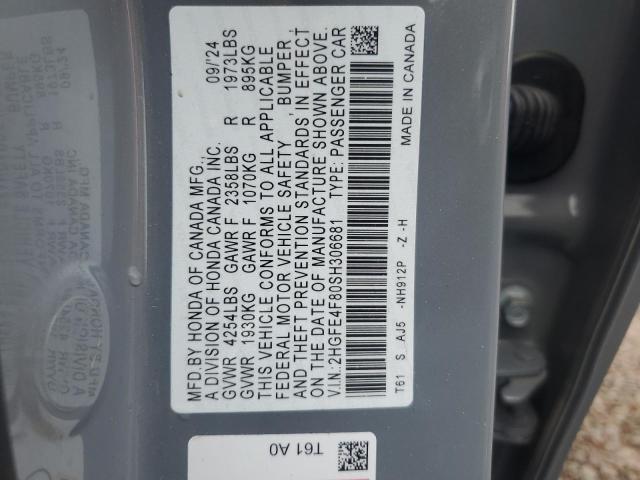 MFD.BY HONDA OF CANADA MFG.,
A DIVISION OF HONDA CANADA INC. 09/'24
GVWR 4254LBS GAWR F 2358LBS R 1973LBS
GVWR 1930KG GAWR F 1070KG R 895KG
THIS VEHICLE CONFORMS TO ALL APPLICABLE
FEDERAL MOTOR VEHICLE SAFETY , BUMPER ,
AND THEFT PREVENTION STANDARDS IN EFFECT
ON THE DATE OF MANUFACTURE SHOWN ABOVE.
V.I.N.:2HGFE4F80SH306681 TYPE: PASSENGER CAR
T61 S_AJ5 -NH912P -Z -H MADE IN CANADA
T61 A0